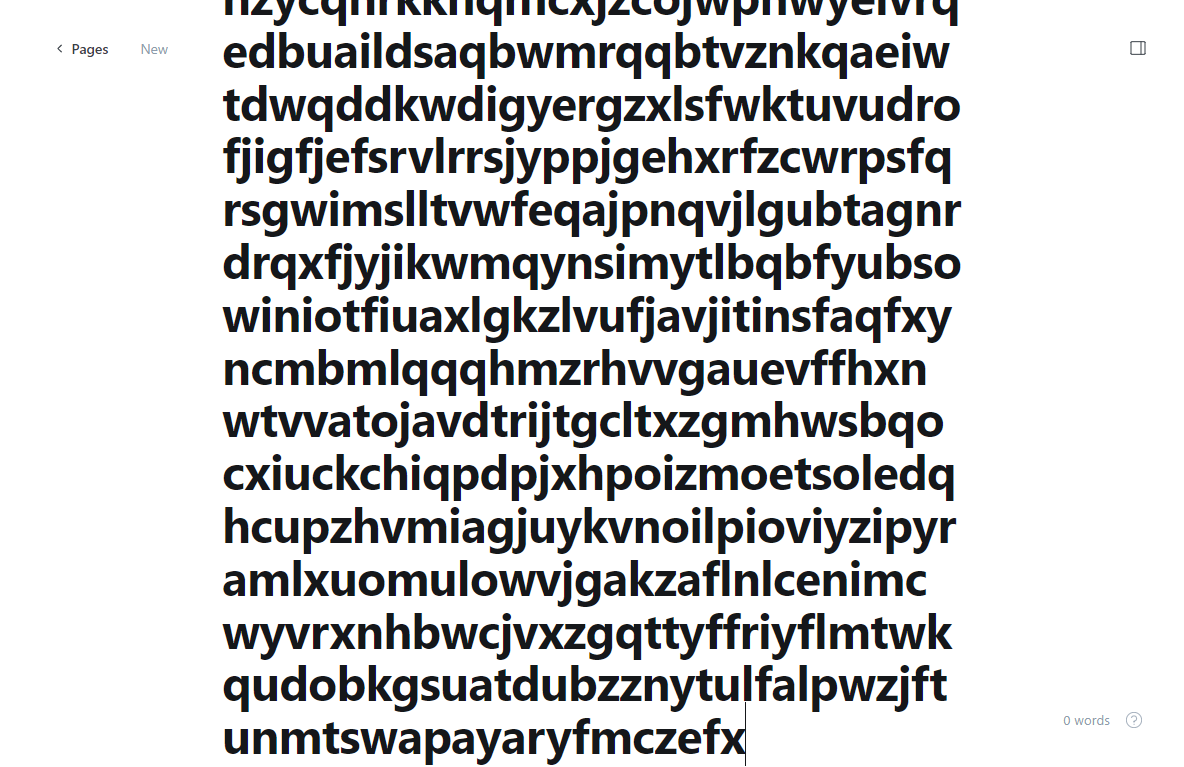 Pages
New
edbuaildsaqbwmrqqbtvznkqaeiw
tdwqddkwdigyergzxlsfwktuvudro
fjigfjefsrvlrrsjyppjgehxrfzcwrpsfq
rsgwimslltvwfeqajpnqvjlgubtagnr
drqxfjyjikwmqynsimytlbqbfyubso
winiotfiuaxlgkzlvufjavjitinsfaqfxy
ncmbmlqqqhmzrhvvgauevffhxn
wtvvatojavdtrijtgcltxzgmhwsbqo
cxiuckchiqpdpjxhpoizmoetsoledq
hcupzhvmiagjuykvnoilpioviyzipyr
amlxuomulowvjgakzaflnlcenimc
wyvrxnhbwcjvxzgqttyffriyflmtwk
qudobkgsuatdubzznytulfalpwzjft
unmtswapayaryfmczefx
0 words